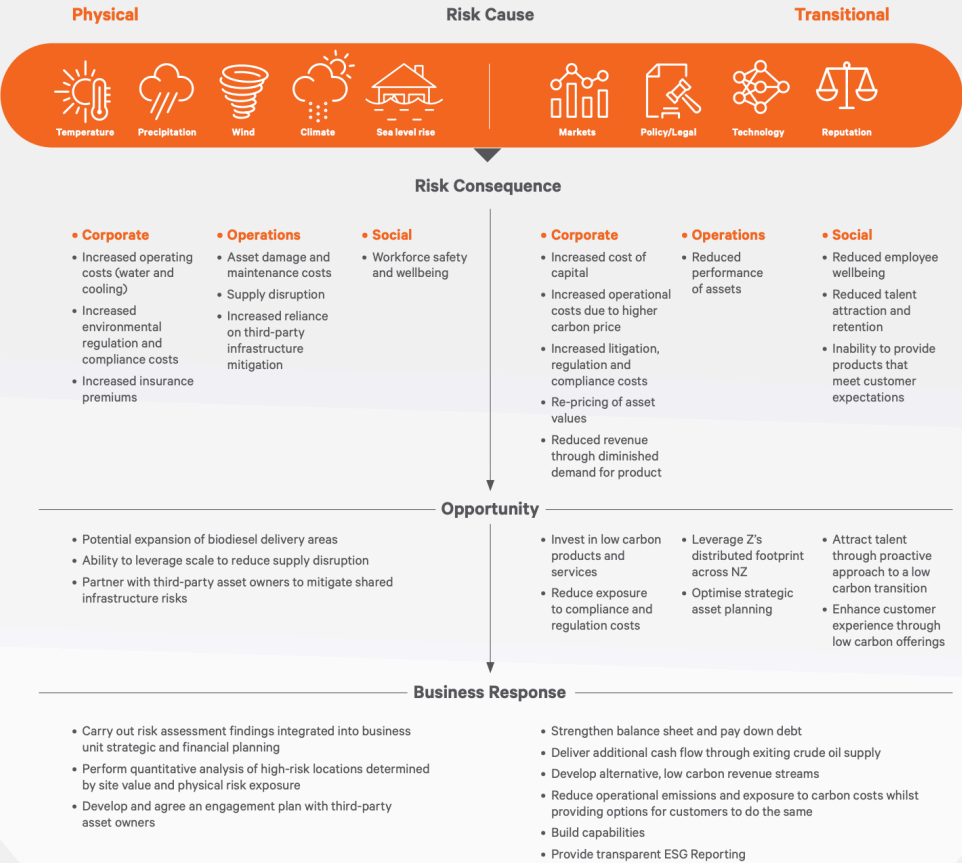 Physical
Risk Cause
Transitional
Temperature
Precipitation
Wind
Climate
Sea level rise
Markets
Policy/Legal
Technology
Reputation
Risk Consequence
• Corporate
• Increased operating
costs (water and
cooling)
• Increased
environmental
regulation and
compliance costs
• Increased insurance
premiums
• Operations
• Asset damage and
maintenance costs
• Supply disruption
• Increased reliance
on third-party
infrastructure
mitigation
• Social
• Workforce safety
and wellbeing
• Corporate
• Increased cost of
capital
• Increased operational
costs due to higher
carbon price
• Increased litigation,
regulation and
compliance costs
• Re-pricing of asset
values
• Reduced revenue
through diminished
demand for product
• Operations
• Reduced
performance
of assets
• Social
• Reduced employee
wellbeing
• Reduced talent
attraction and
retention
• Inability to provide
products that
meet customer
expectations
Opportunity
• Potential expansion of biodiesel delivery areas
• Ability to leverage scale to reduce supply disruption
• Partner with third-party asset owners to mitigate shared
infrastructure risks
• Invest in low carbon
products and
services
• Reduce exposure
to compliance and
regulation costs
• Leverage Z's
distributed footprint
across NZ
• Optimise strategic
asset planning
• Attract talent
through proactive
approach to a low
carbon transition
• Enhance customer
experience through
low carbon offerings
Business Response
• Carry out risk assessment findings integrated into business
unit strategic and financial planning
• Perform quantitative analysis of high-risk locations determined
by site value and physical risk exposure
• Develop and agree an engagement plan with third-party
asset owners
• Strengthen balance sheet and pay down debt
• Deliver additional cash flow through exiting crude oil supply
• Develop alternative, low carbon revenue streams
• Reduce operational emissions and exposure to carbon costs whilst
providing options for customers to do the same
• Build capabilities
• Provide transparent ESG Reporting